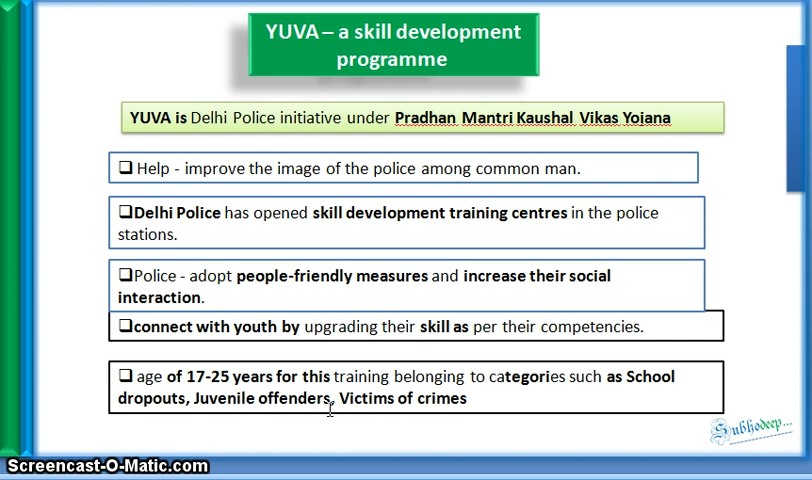 YUVA – a skill development
programme
YUVA is Delhi Police initiative under Pradhan Mantri Kaushal Vikas Yojana
❑ Help - improve the image of the police among common man.
❑Delhi Police has opened skill development training centres in the police
stations.
❑Police - adopt people-friendly measures and increase their social
interaction.
❑connect with youth by upgrading their skill as per their competencies.
❑ age of 17-25 years for this training belonging to categories such as School
dropouts, Juvenile offenders, Victims of crimes
Subhodeep...
Screencast-O-Matic.com